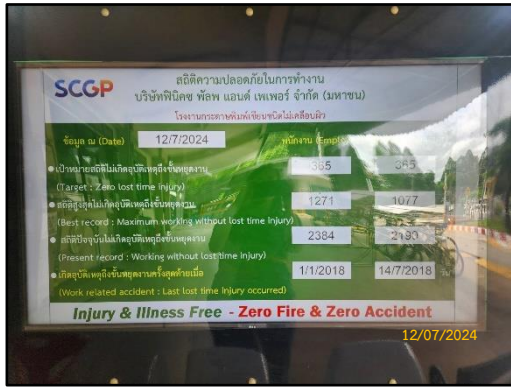 SCGP
สถิติความปลอดภัยในการทำงาน
บริษัทฟินิคซ พัลพ แอนด์ เพเพอร์ จำกัด (มหาชน)
โรงงานกระดาษพิมพ์เขียนชนิดไม่เคลือบผิว
ข้อมูล ณ (Date) 12/7/2024 พนักงาน
เป้าหมายสถิติไม่เกิดอุบัติเหตุถึงขั้นหยุดงาน 365 365
(Target : Zero lost time injury)
สถิติสูงสุดไม่เกิดอุบัติเหตุถึงขั้นหยุดงาน 1271 1077
(Best record : Maximum working without lost time injury)
สถิติปัจจุบันไม่เกิดอุบัติเหตุถึงขั้นหยุดงาน 2384 2190
(Present record : Working without lost time injury)
เกิดอุบัติเหตุถึงขั้นหยุดงานครั้งสุดท้ายเมื่อ 1/1/2018 14/7/2018
(Work related accident : Last lost time injury occurred)
Injury & Illness Free - Zero Fire & Zero Accident
12/07/2024